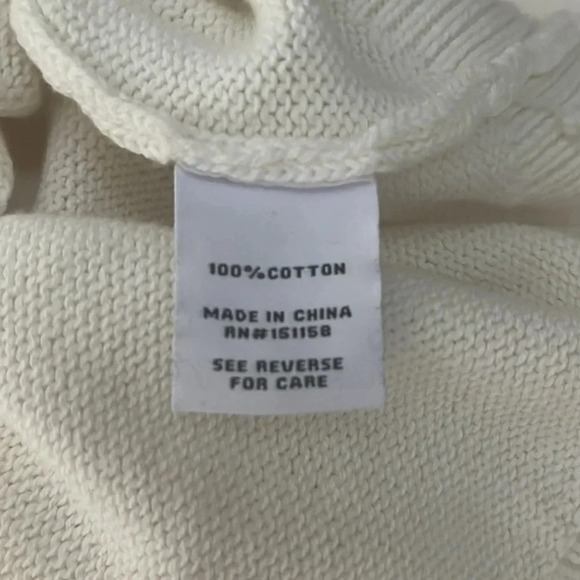 100%COTTON
MADE IN CHINA
RN#151158
SEE REVERSE
FOR CARE